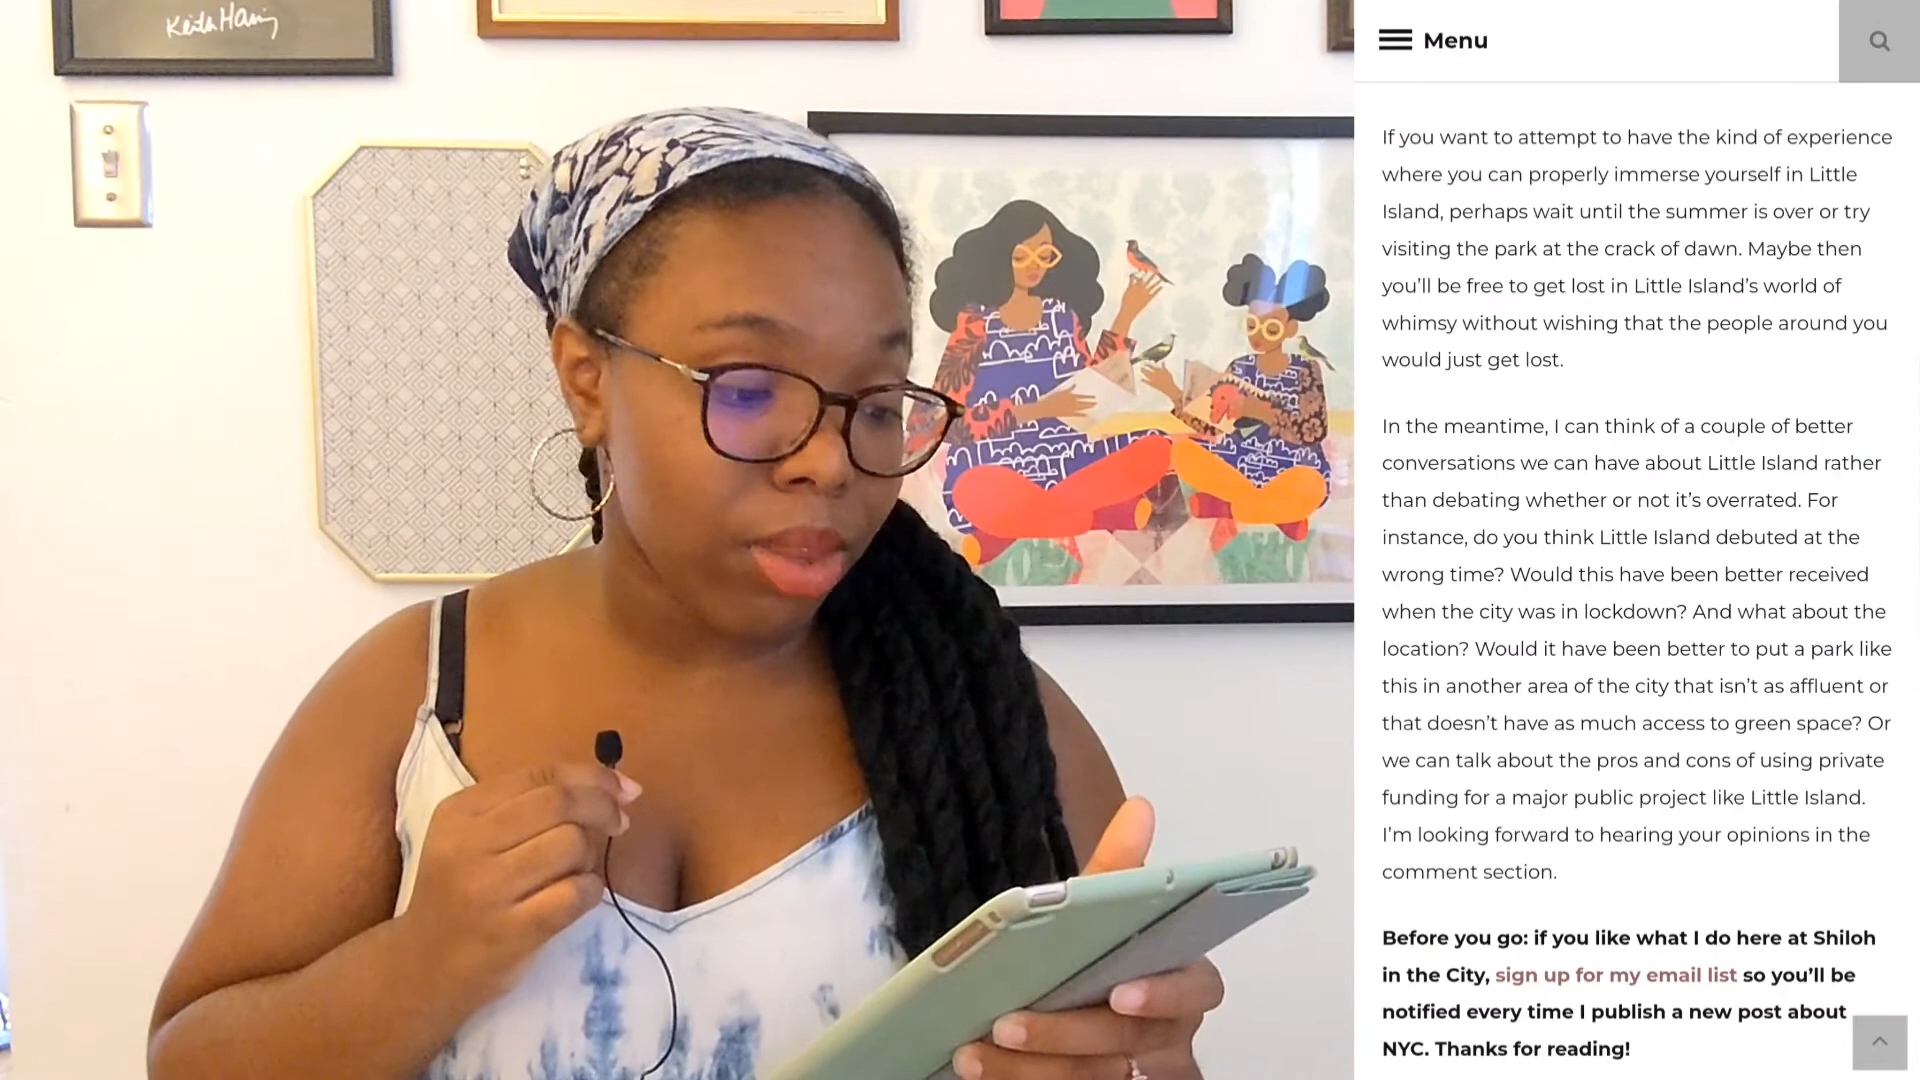 Keith Haring
Menu
If you want to attempt to have the kind of experience
where you can properly immerse yourself in Little
Island, perhaps wait until the summer is over or try
visiting the park at the crack of dawn. Maybe then
you'll be free to get lost in Little Island's world of
whimsy without wishing that the people around you
would just get lost.
In the meantime, I can think of a couple of better
conversations we can have about Little Island rather
than debating whether or not it's overrated. For
instance, do you think Little Island debuted at the
wrong time? Would this have been better received
when the city was in lockdown? And what about the
location? Would it have been better to put a park like
this in another area of the city that isn't as affluent or
that doesn't have as much access to green space? Or
we can talk about the pros and cons of using private
funding for a major public project like Little Island.
I'm looking forward to hearing your opinions in the
comment section.
Before you go: if you like what I do here at Shiloh
in the City, sign up for my email list so you'll be
notified every time I publish a new post about
NYC. Thanks for reading!